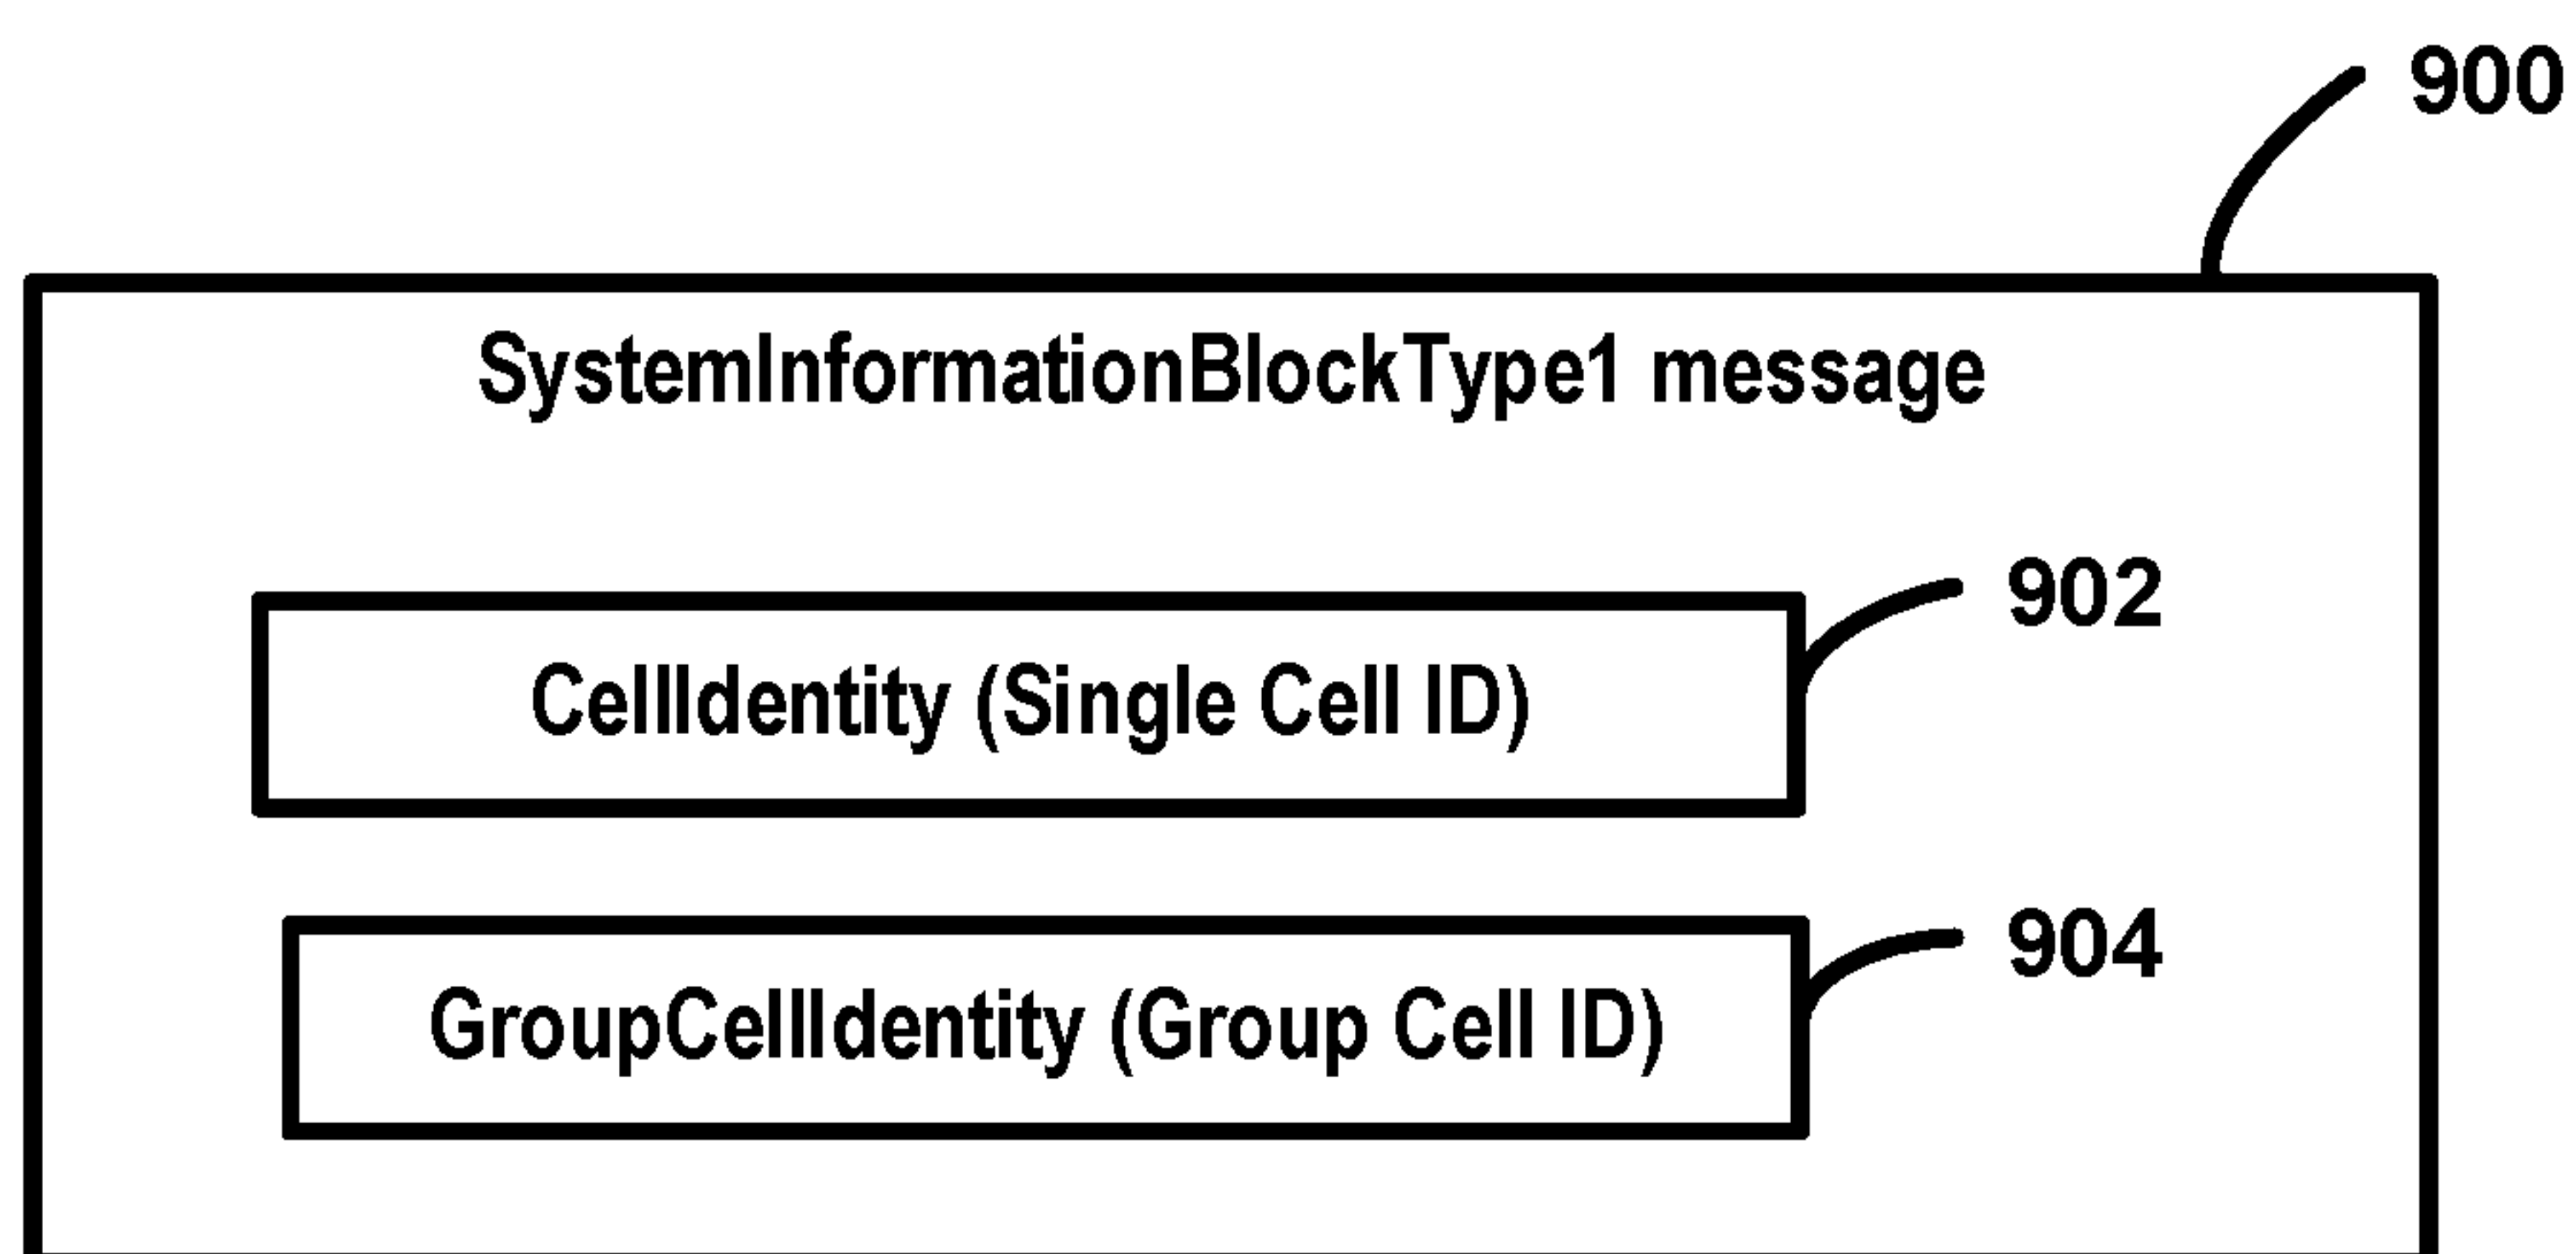 900
SystemInformationBlockType1 message
902
CellIdentity (Single Cell ID)
904
GroupCellIdentity (Group Cell ID)